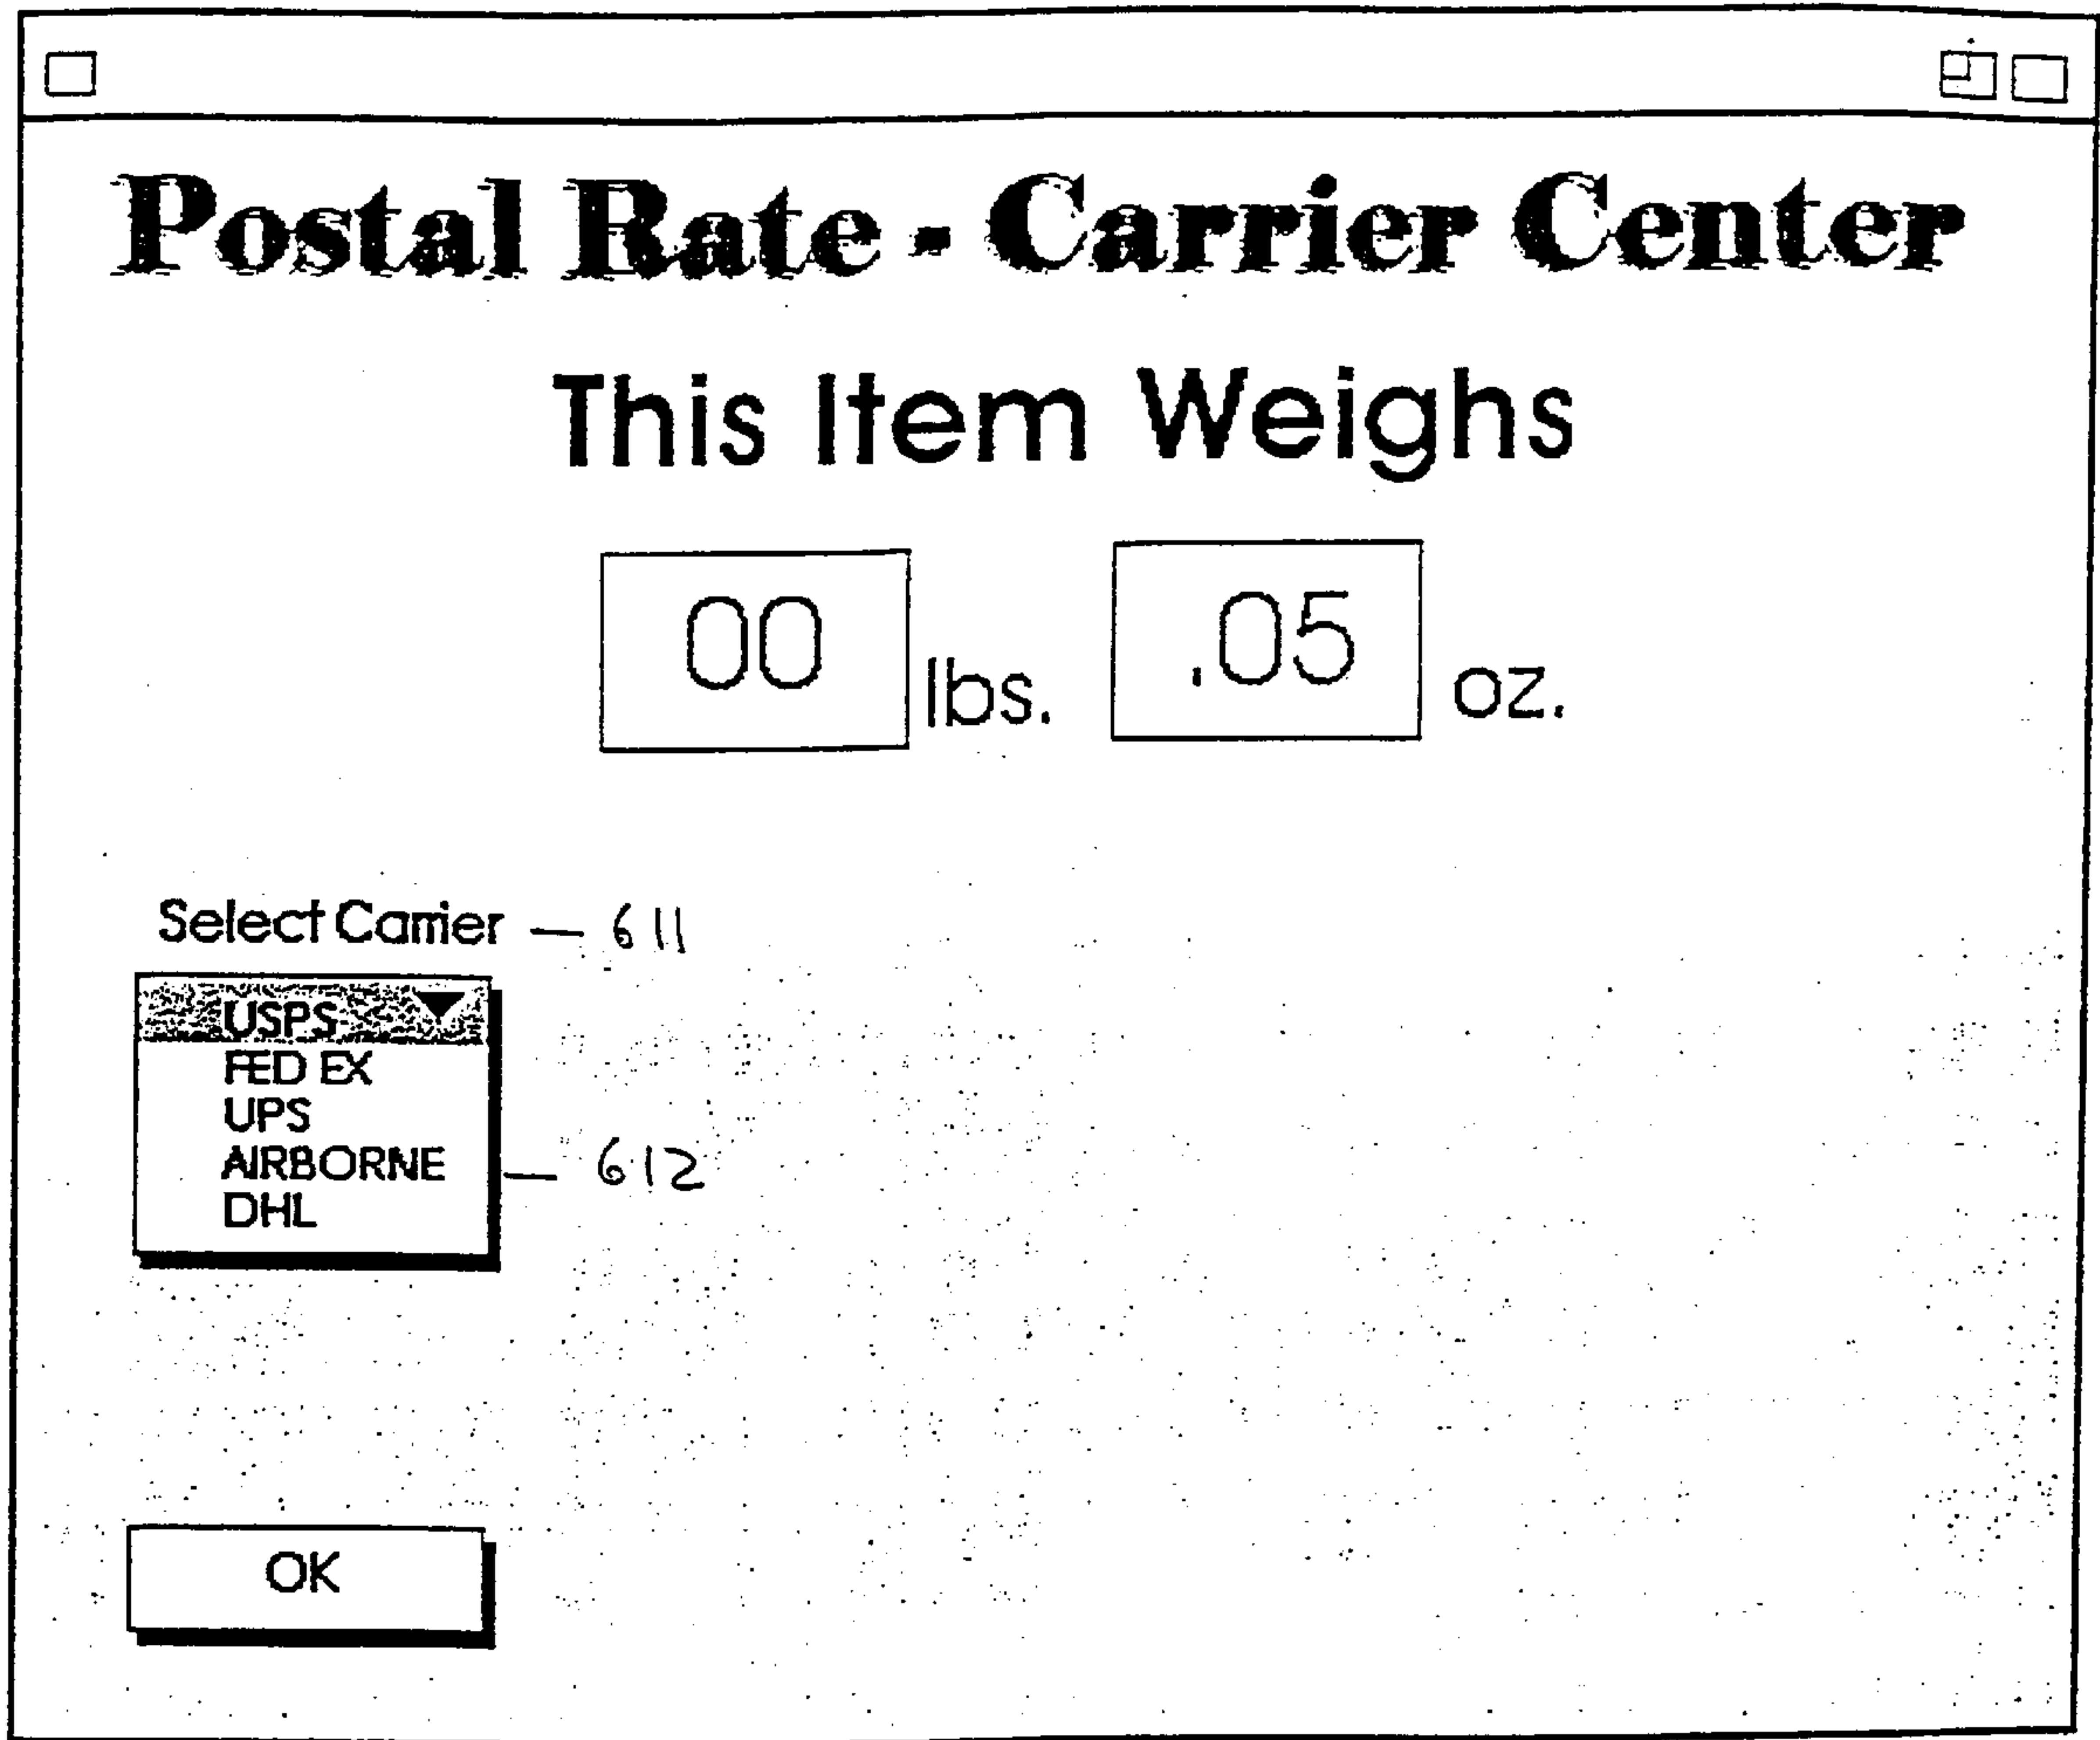 Postal Rate - Carrier Center
This Item Weighs
00 lbs. .05 oz.
Select Carrier — 611
USPS
FED EX
UPS
AIRBORNE — 612
DHL
OK